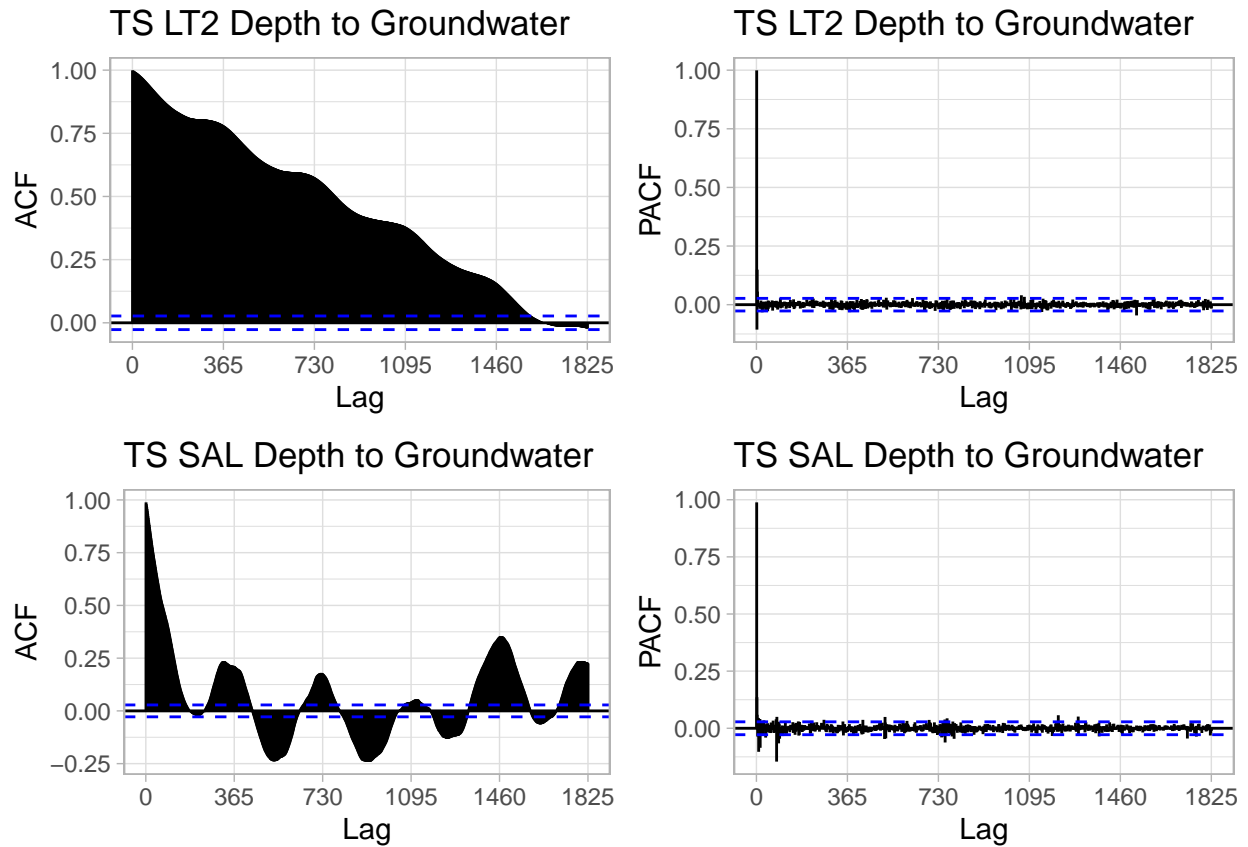 TS LT2 Depth to Groundwater
1.00
0.75
0.50
0.25
0.00
ACF
0 365 730 1095 1460 1825
Lag
TS LT2 Depth to Groundwater
1.00
0.75
0.50
0.25
0.00
PACF
0 365 730 1095 1460 1825
Lag
TS SAL Depth to Groundwater
1.00
0.75
0.50
0.25
0.00
−0.25
ACF
0 365 730 1095 1460 1825
Lag
TS SAL Depth to Groundwater
1.00
0.75
0.50
0.25
0.00
PACF
0 365 730 1095 1460 1825
Lag